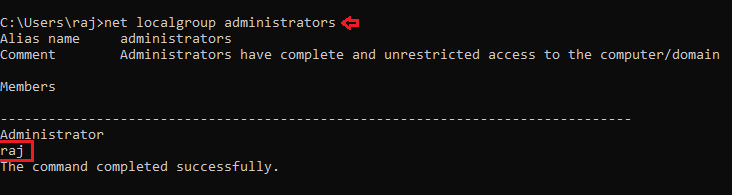 C:\Users\raj>net localgroup administrators
Alias name     administrators
Comment        Administrators have complete and unrestricted access to the computer/domain
Members
-------------------------------------------------------------------------------
Administrator
raj
The command completed successfully.